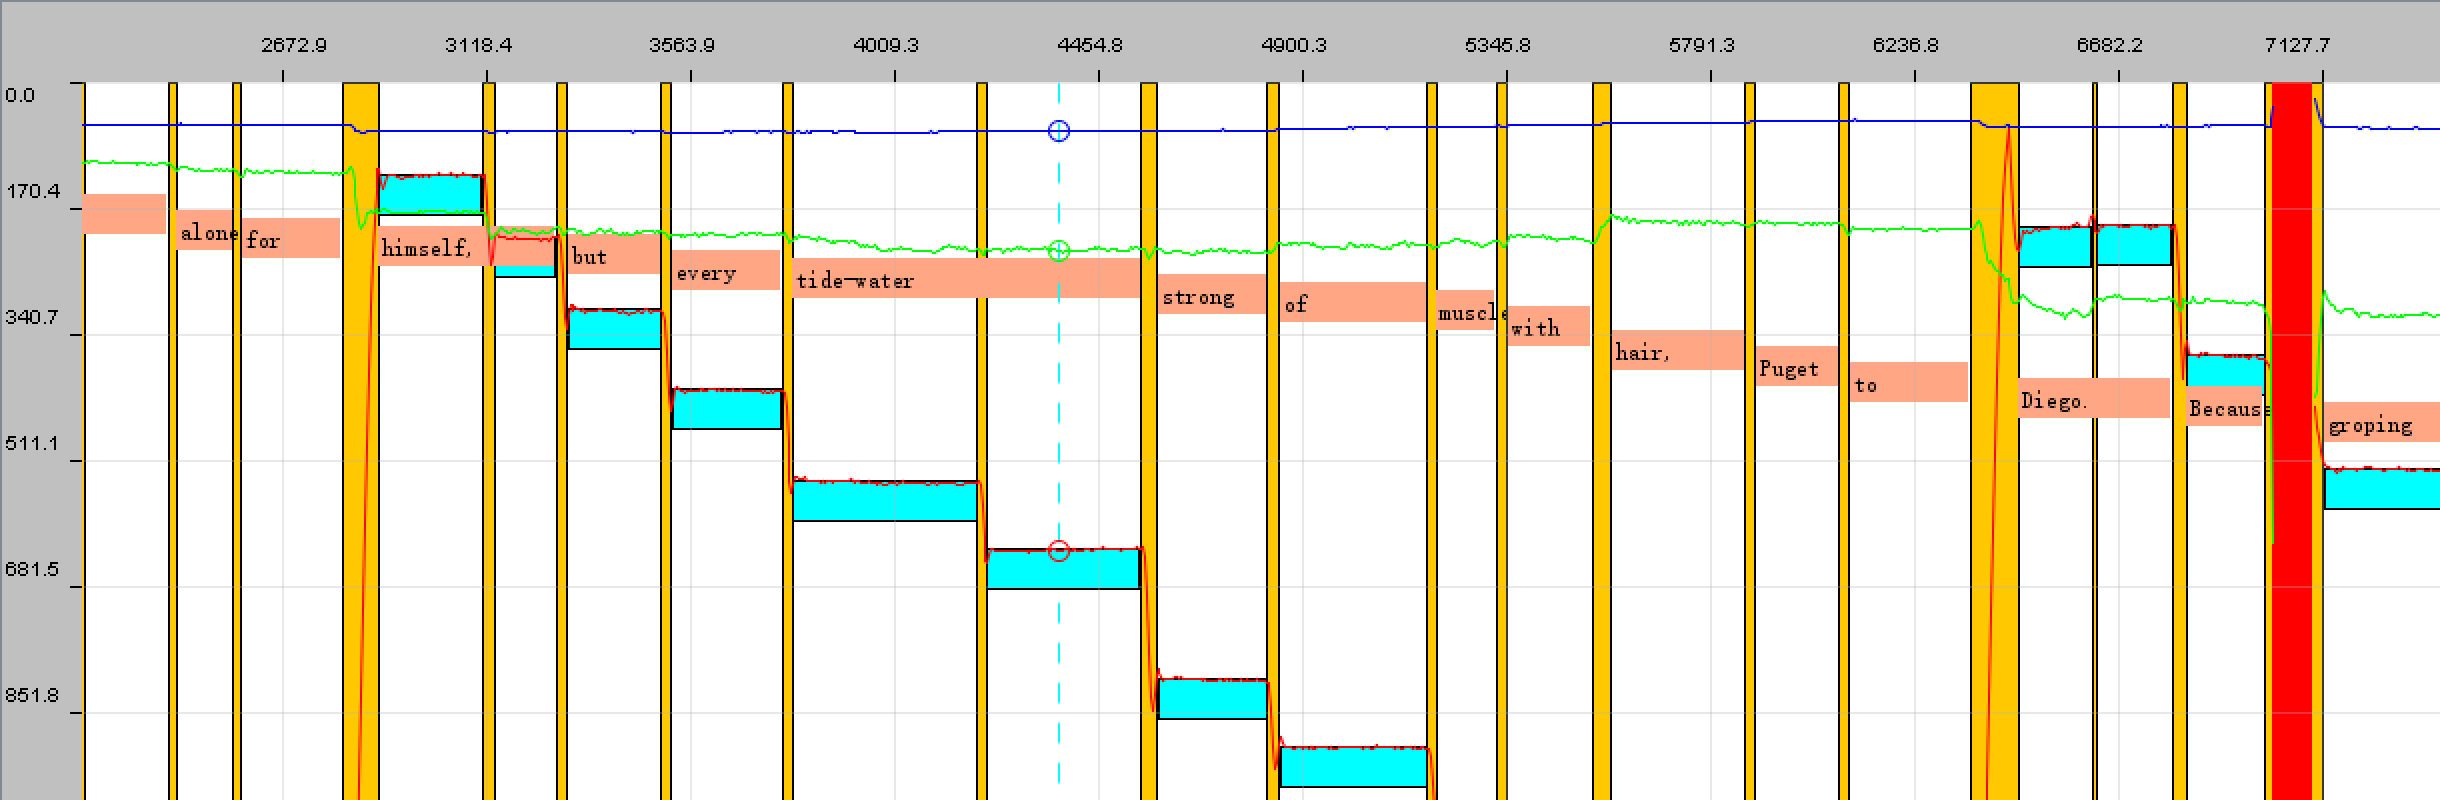 2672.9 3118.4 3563.9 4009.3 4454.8 4900.3 5345.8 5791.3 6236.8 6682.2 7127.7
0.0
170.4
340.7
511.1
681.5
851.8
alone
for
himself,
but
every
tide-water
strong
of
muscle
with
hair,
Puget
to
Diego.
Because
groping